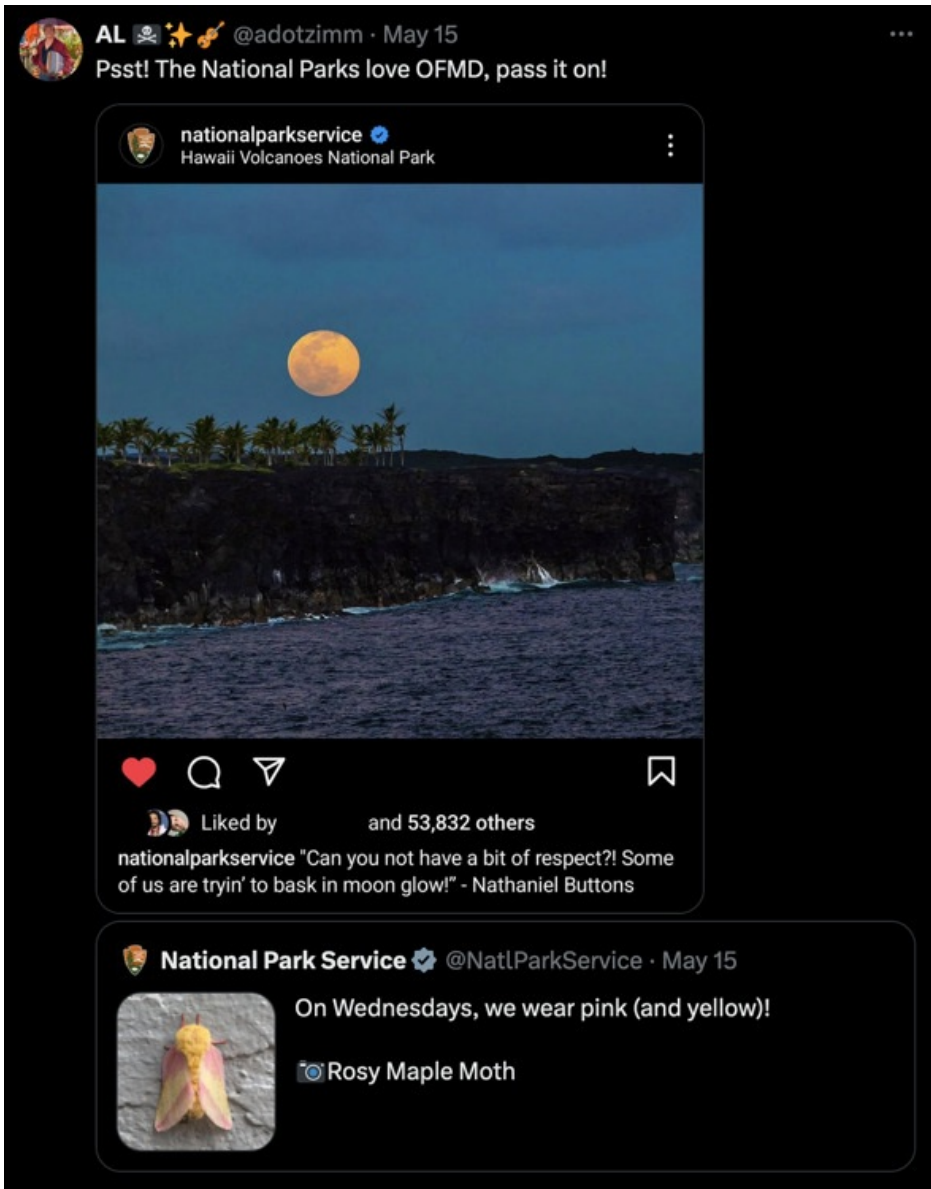 AL 🏴‍☠️✨🎻 @adotzimm · May 15
Psst! The National Parks love OFMD, pass it on!
nationalparkservice
Hawaii Volcanoes National Park
Liked by and 53,832 others
nationalparkservice "Can you not have a bit of respect?! Some
of us are tryin’ to bask in moon glow!” - Nathaniel Buttons
National Park Service @NatlParkService · May 15
On Wednesdays, we wear pink (and yellow)!
📷Rosy Maple Moth